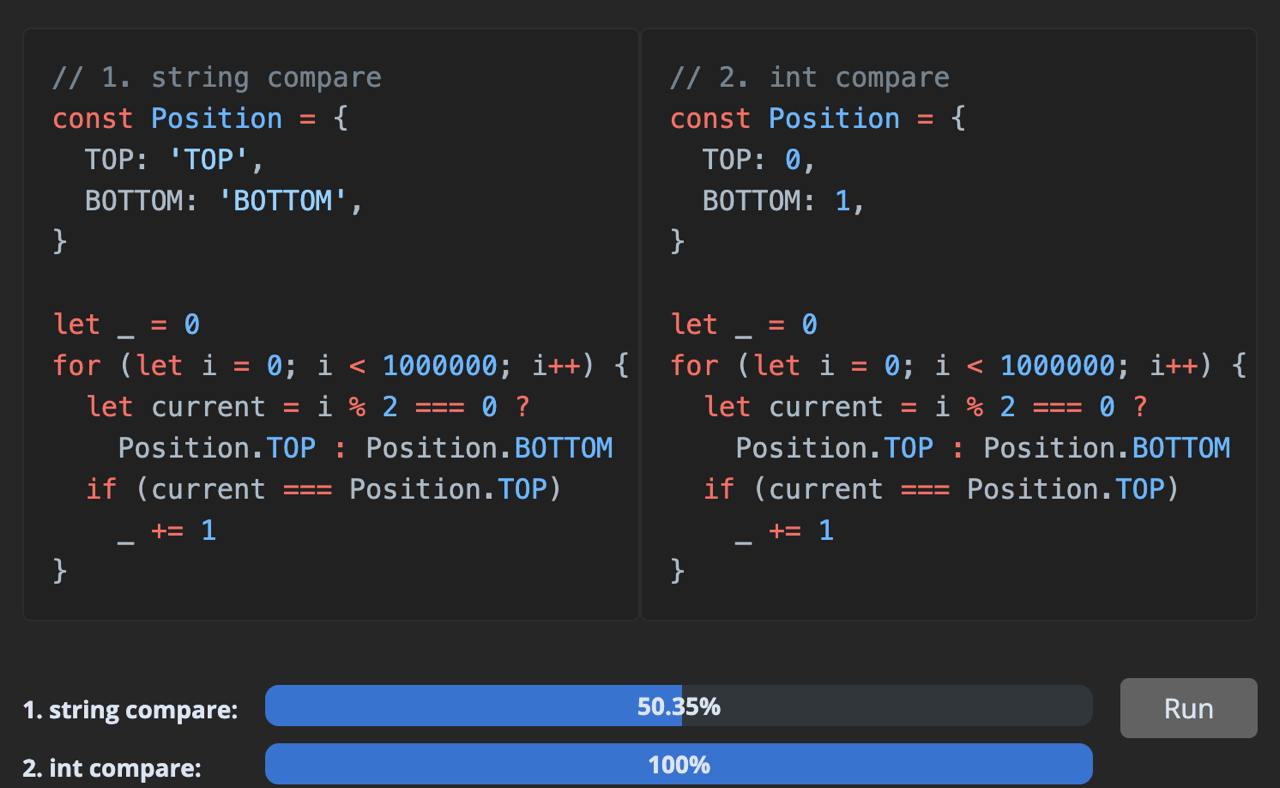 // 1. string compare
const Position = {
  TOP: 'TOP',
  BOTTOM: 'BOTTOM',
}

let _ = 0
for (let i = 0; i < 1000000; i++) {
  let current = i % 2 === 0 ?
    Position.TOP : Position.BOTTOM
  if (current === Position.TOP)
    _ += 1
}
// 2. int compare
const Position = {
  TOP: 0,
  BOTTOM: 1,
}

let _ = 0
for (let i = 0; i < 1000000; i++) {
  let current = i % 2 === 0 ?
    Position.TOP : Position.BOTTOM
  if (current === Position.TOP)
    _ += 1
}
1. string compare: 50.35% Run
2. int compare: 100%